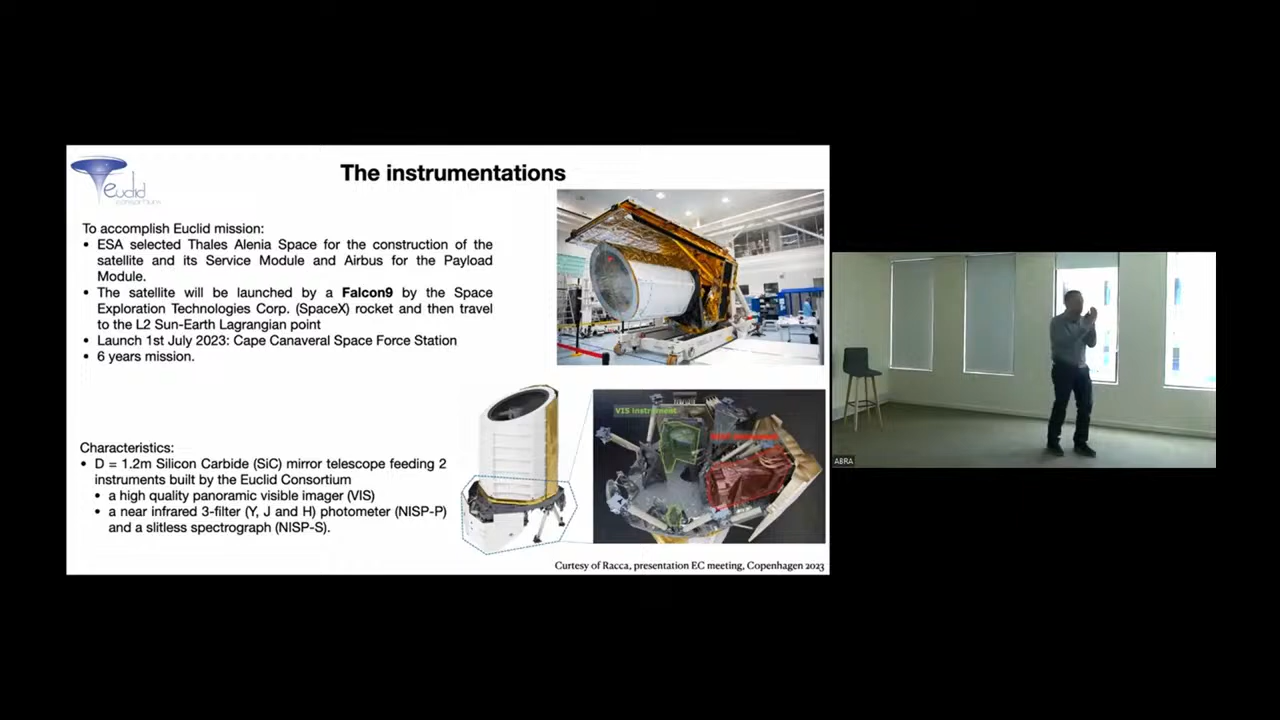 The instrumentations
euclid
consortium
To accomplish Euclid mission:
• ESA selected Thales Alenia Space for the construction of the
satellite and its Service Module and Airbus for the Payload
Module.
• The satellite will be launched by a Falcon9 by the Space
Exploration Technologies Corp. (SpaceX) rocket and then travel
to the L2 Sun-Earth Lagrangian point
• Launch 1st July 2023: Cape Canaveral Space Force Station
• 6 years mission.
Characteristics:
• D = 1.2m Silicon Carbide (SiC) mirror telescope feeding 2
instruments built by the Euclid Consortium
• a high quality panoramic visible imager (VIS)
• a near infrared 3-filter (Y, J and H) photometer (NISP-P)
and a slitless spectrograph (NISP-S).
VIS instrument
Curtesy of Racca, presentation EC meeting, Copenhagen 2023
ABRA